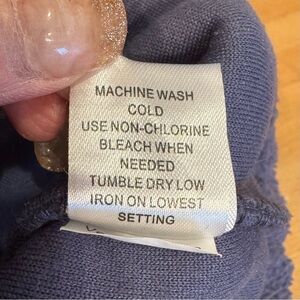 MACHINE WASH
COLD
USE NON-CHLORINE
BLEACH WHEN
NEEDED
TUMBLE DRY LOW
IRON ON LOWEST
SETTING